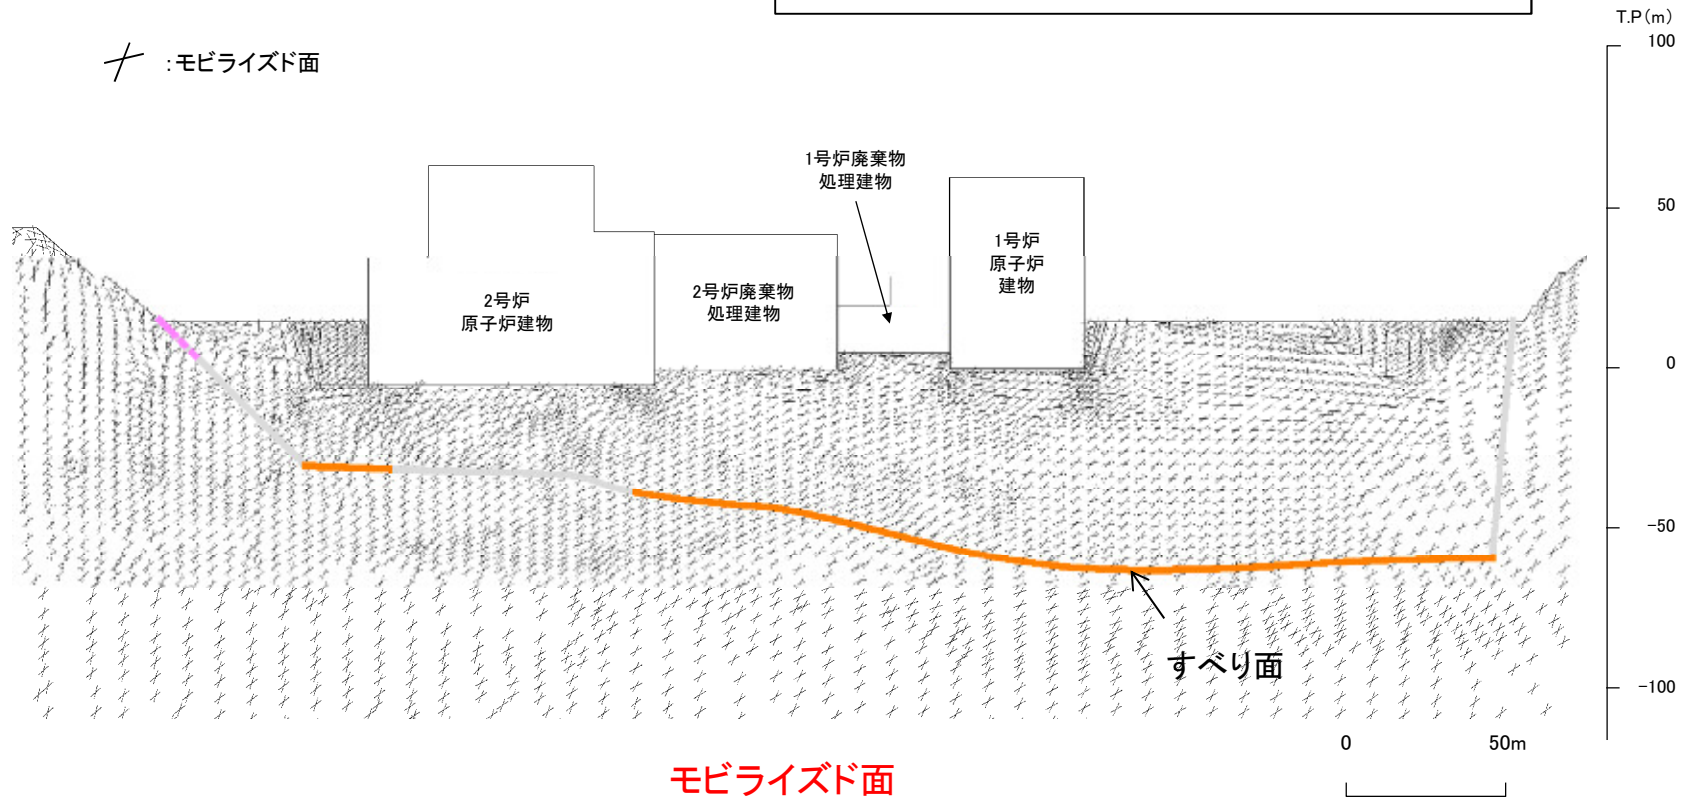 T.P(m)
100
:モビライズド面
1号炉廃棄物
処理建物
50
1号炉
原子炉
建物
2号炉
原子炉建物
2号炉廃棄物
処理建物
0
-50
すべり面
-100
0
50m
モビライズド面